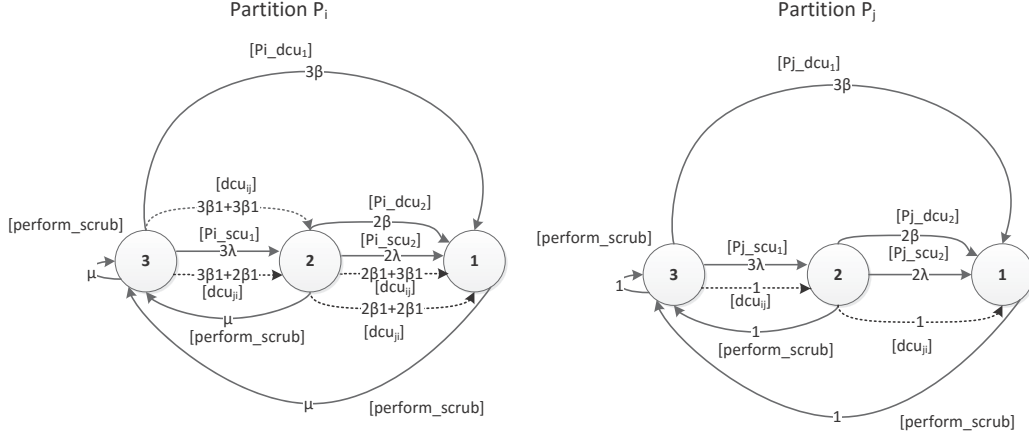 Partition Pᵢ
[Pi_dcu₁]
3β
[dcuᵢⱼ]
3β1+3β1
[Pi_dcu₂]
2β
[perform_scrub]
[Pi_scu₁]
3λ
[Pi_scu₂]
2λ
3
2
1
μ
3β1+2β1
[dcuⱼᵢ]
2β1+3β1
[dcuᵢⱼ]
2β1+2β1
[dcuⱼᵢ]
μ
[perform_scrub]
μ
[perform_scrub]
Partition Pⱼ
[Pj_dcu₁]
3β
[Pj_dcu₂]
2β
[perform_scrub]
[Pj_scu₁]
3λ
[Pj_scu₂]
2λ
3
2
1
1
1
[dcuᵢⱼ]
1
[perform_scrub]
1
[dcuⱼᵢ]
1
[perform_scrub]